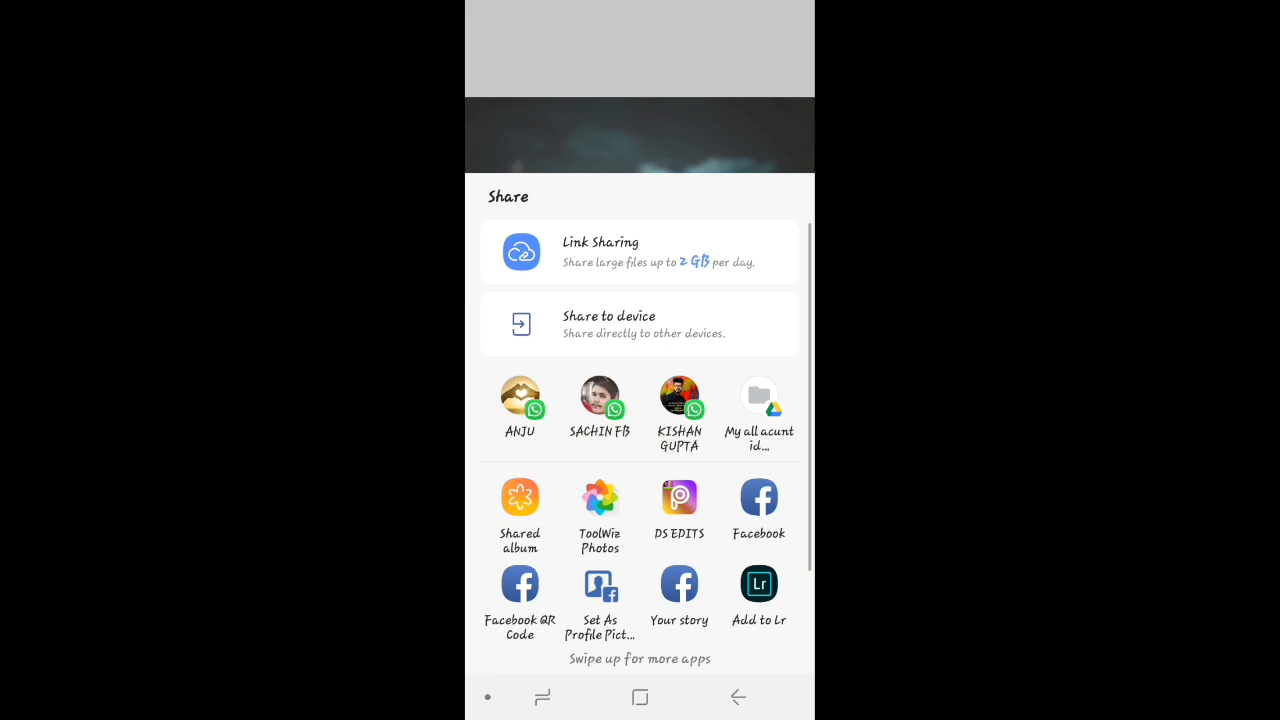 Share
Link Sharing
Share large files up to 2 GB per day.
Share to device
Share directly to other devices.
ANJU
SACHIN FB
KISHAN
GUPTA
My all acunt
id...
Shared
album
ToolWiz
Photos
DS EDITS
Facebook
Facebook QR
Code
Set As
Profile Pict...
Your story
Lr
Add to Lr
Swipe up for more apps